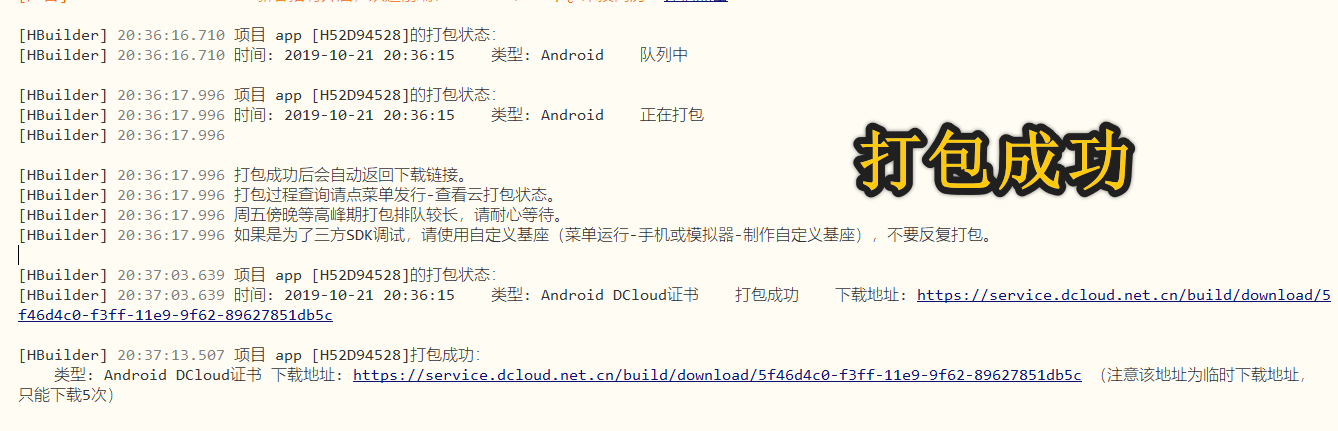 [HBuilder] 20:36:16.710 项目 app [H52D94528]的打包状态:
[HBuilder] 20:36:16.710 时间: 2019-10-21 20:36:15    类型: Android    队列中
[HBuilder] 20:36:17.996 项目 app [H52D94528]的打包状态:
[HBuilder] 20:36:17.996 时间: 2019-10-21 20:36:15    类型: Android    正在打包
[HBuilder] 20:36:17.996
打包成功
[HBuilder] 20:36:17.996 打包成功后会自动返回下载链接。
[HBuilder] 20:36:17.996 打包过程查询请点菜单发行-查看云打包状态。
[HBuilder] 20:36:17.996 周五傍晚等高峰期打包排队较长，请耐心等待。
[HBuilder] 20:36:17.996 如果是为了三方SDK调试，请使用自定义基座（菜单运行-手机或模拟器-制作自定义基座），不要反复打包。
[HBuilder] 20:37:03.639 项目 app [H52D94528]的打包状态:
[HBuilder] 20:37:03.639 时间: 2019-10-21 20:36:15    类型: Android DCloud证书    打包成功    下载地址: https://service.dcloud.net.cn/build/download/5
f46d4c0-f3ff-11e9-9f62-89627851db5c
[HBuilder] 20:37:13.507 项目 app [H52D94528]打包成功:
类型: Android DCloud证书 下载地址: https://service.dcloud.net.cn/build/download/5f46d4c0-f3ff-11e9-9f62-89627851db5c （注意该地址为临时下载地址，
只能下载5次）